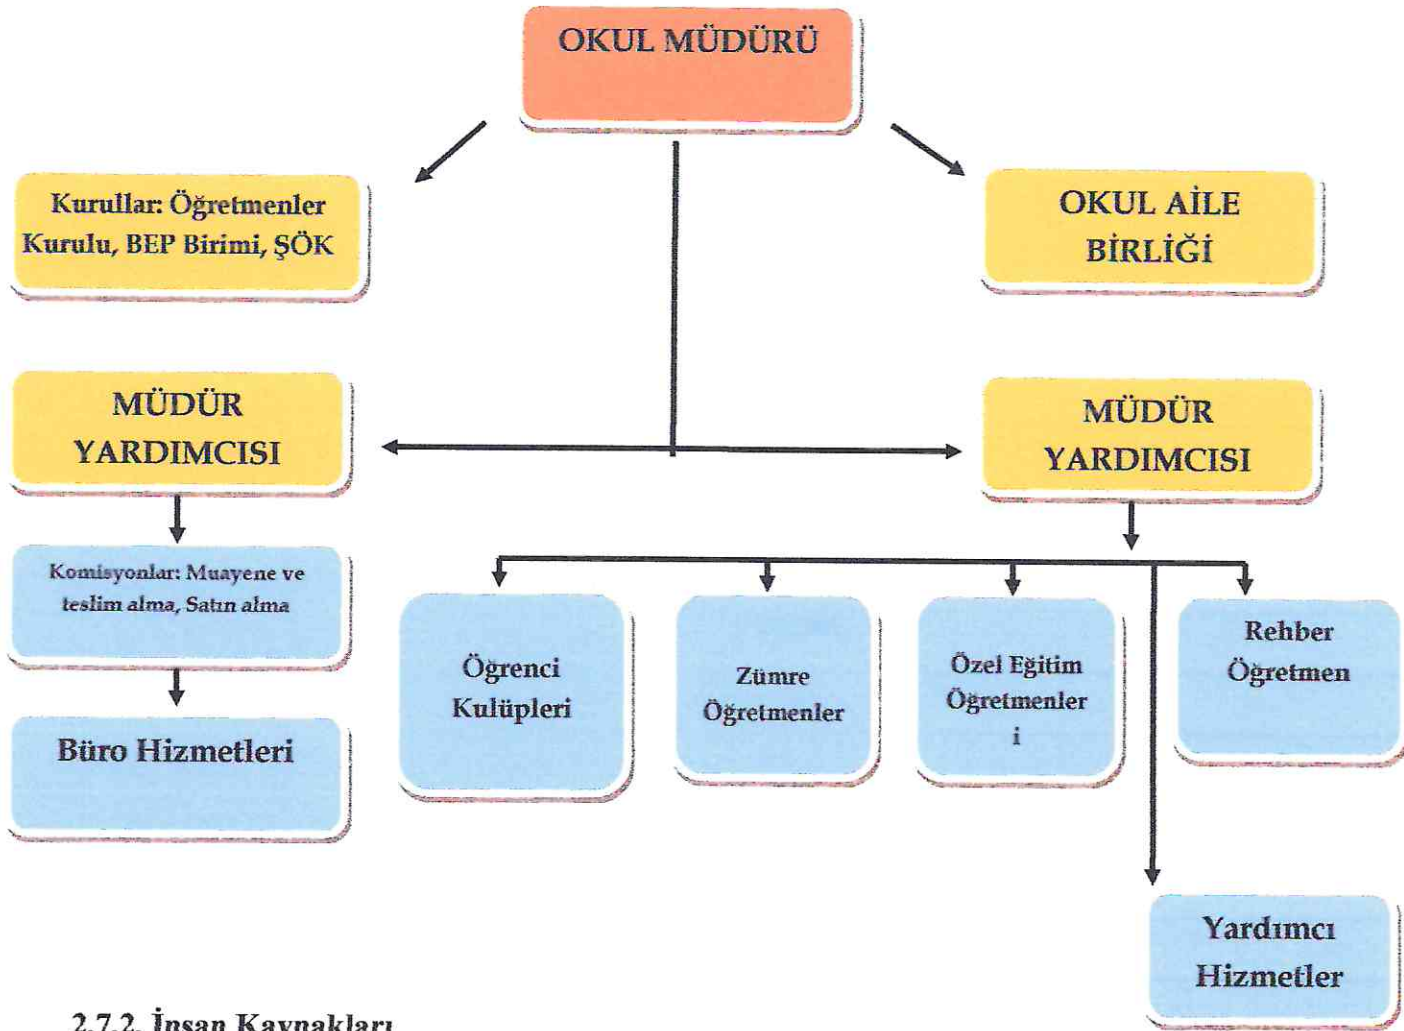 OKUL MÜDÜRÜ
Kurullar: Öğretmenler
Kurulu, BEP Birimi, ŞÖK
OKUL AİLE
BİRLİĞİ
MÜDÜR
YARDIMCISI
MÜDÜR
YARDIMCISI
Komisyonlar: Muayene ve
teslim alma, Satın alma
Büro Hizmetleri
Öğrenci
Kulüpleri
Zümre
Öğretmenler
Özel Eğitim
Öğretmenler
i
Rehber
Öğretmen
Yardımcı
Hizmetler
2.7.2. İnsan Kaynakları